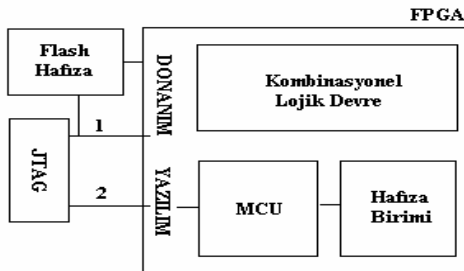 FPGA
Flash
Hafıza
DONANIM
Kombinasyonel
Lojik Devre
1
JTAG
2
YAZILIM
MCU
Hafıza
Birimi